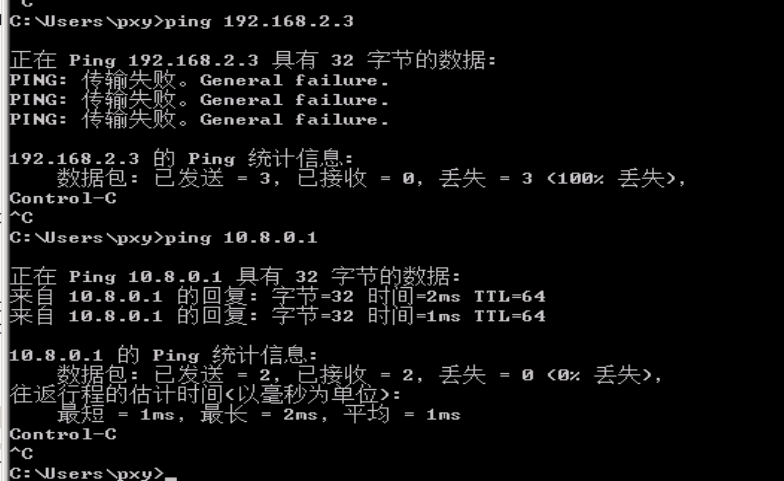 ^C
C:\Users\pxy>ping 192.168.2.3
正在 Ping 192.168.2.3 具有 32 字节的数据:
PING: 传输失败。General failure.
PING: 传输失败。General failure.
PING: 传输失败。General failure.
192.168.2.3 的 Ping 统计信息:
数据包: 已发送 = 3，已接收 = 0，丢失 = 3 (100% 丢失)，
Control-C
^C
C:\Users\pxy>ping 10.8.0.1
正在 Ping 10.8.0.1 具有 32 字节的数据:
来自 10.8.0.1 的回复: 字节=32 时间=2ms TTL=64
来自 10.8.0.1 的回复: 字节=32 时间=1ms TTL=64
10.8.0.1 的 Ping 统计信息:
数据包: 已发送 = 2，已接收 = 2，丢失 = 0 (0% 丢失)，
往返行程的估计时间(以毫秒为单位):
最短 = 1ms，最长 = 2ms，平均 = 1ms
Control-C
^C
C:\Users\pxy>_